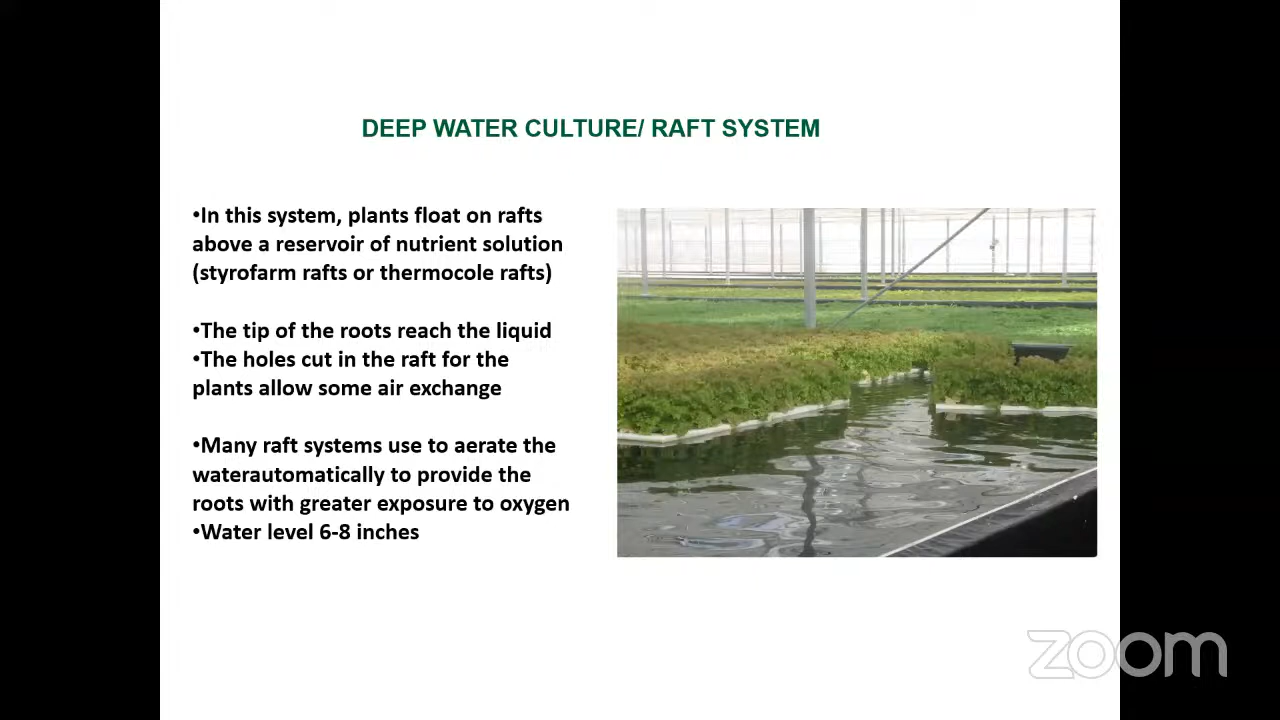 DEEP WATER CULTURE/ RAFT SYSTEM
•In this system, plants float on rafts
above a reservoir of nutrient solution
(styrofarm rafts or thermocole rafts)
•The tip of the roots reach the liquid
•The holes cut in the raft for the
plants allow some air exchange
•Many raft systems use to aerate the
waterautomatically to provide the
roots with greater exposure to oxygen
•Water level 6-8 inches
zoom